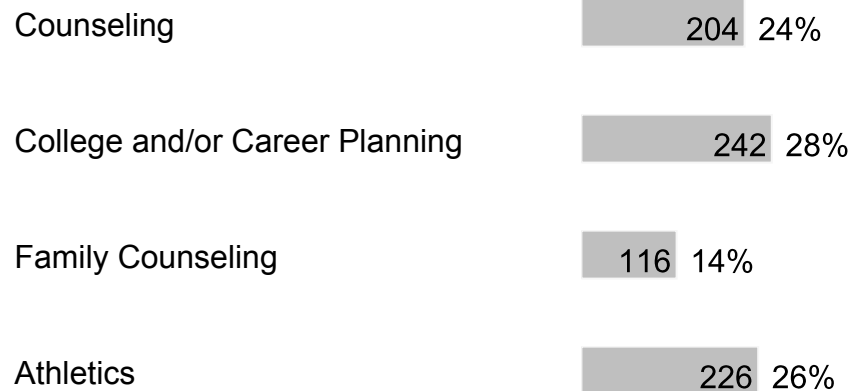 Counseling 204 24%
College and/or Career Planning 242 28%
Family Counseling 116 14%
Athletics 226 26%